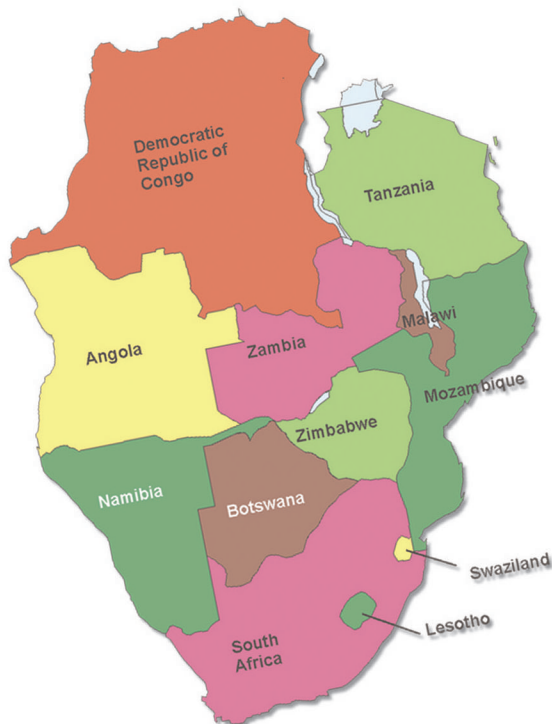 Democratic
Republic of
Congo
Tanzania
Malawi
Angola
Zambia
Mozambique
Zimbabwe
Namibia
Botswana
Swaziland
Lesotho
South
Africa